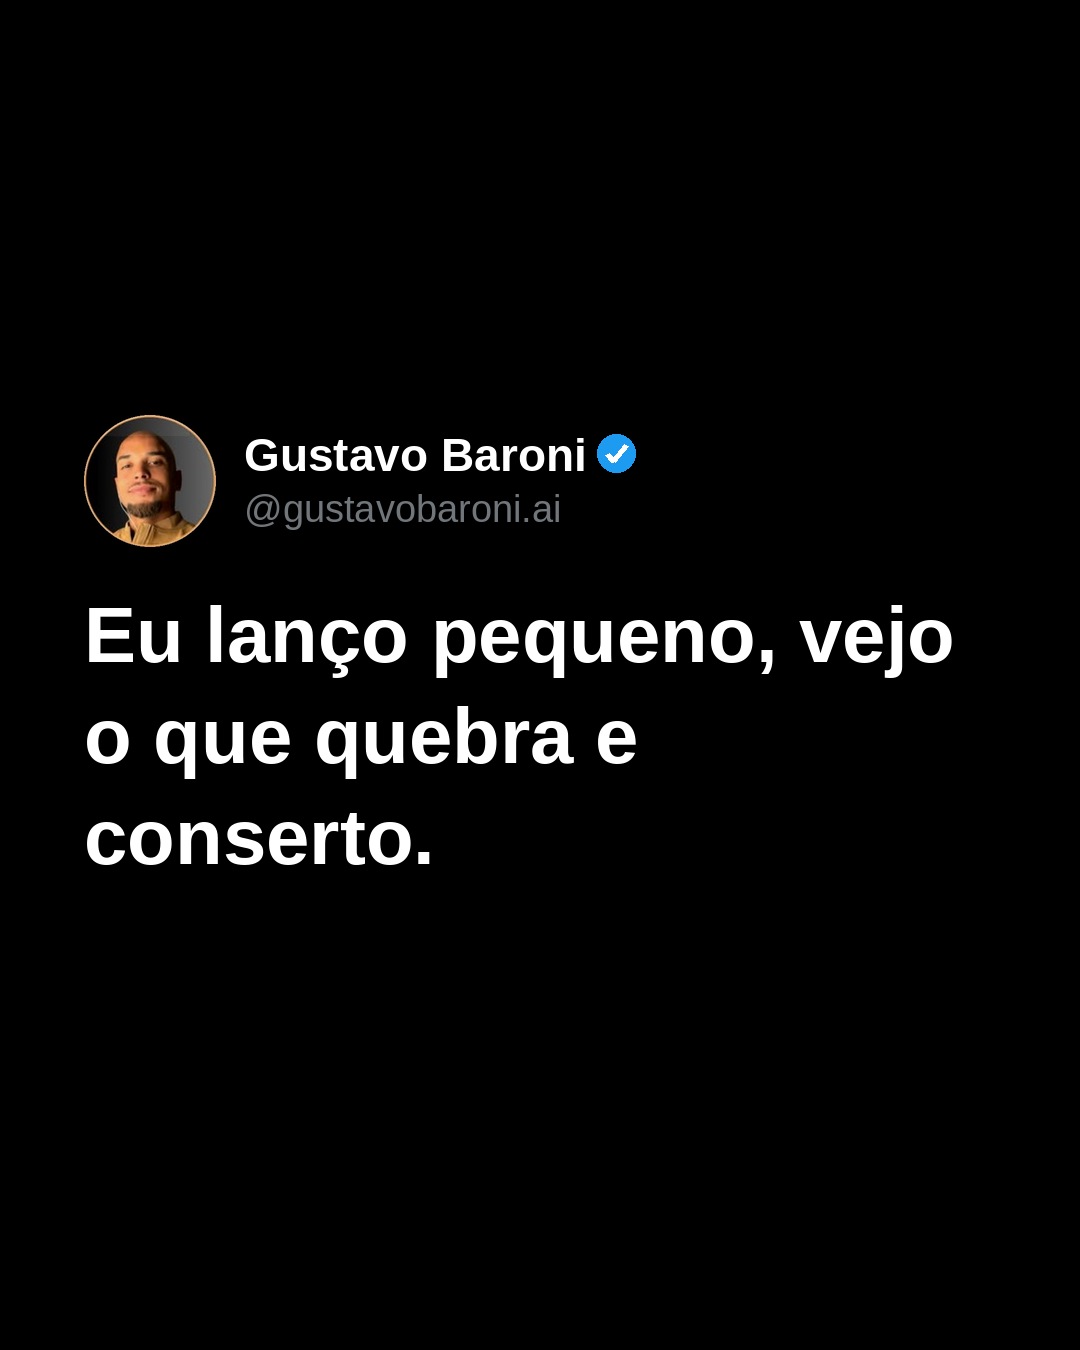 Gustavo Baroni
@gustavobaroni.ai
Eu lanço pequeno, vejo
o que quebra e
conserto.